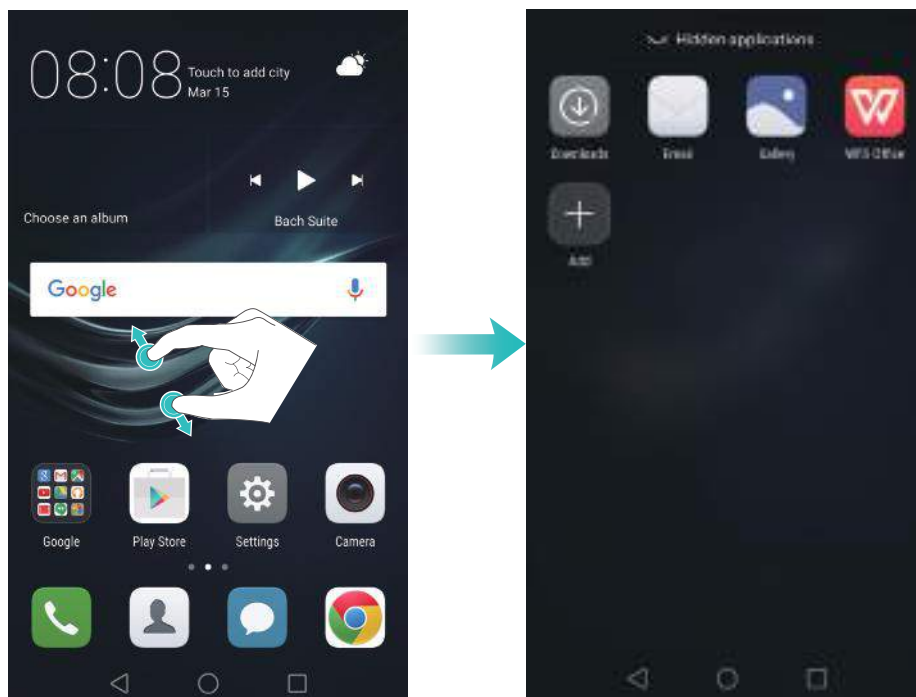 08:08
Touch to add city
Mar 15
Choose an album
Bach Suite
Google
Google
Play Store
Settings
Camera
Hidden applications
Downloads
Email
Gallery
WPS Office
Add